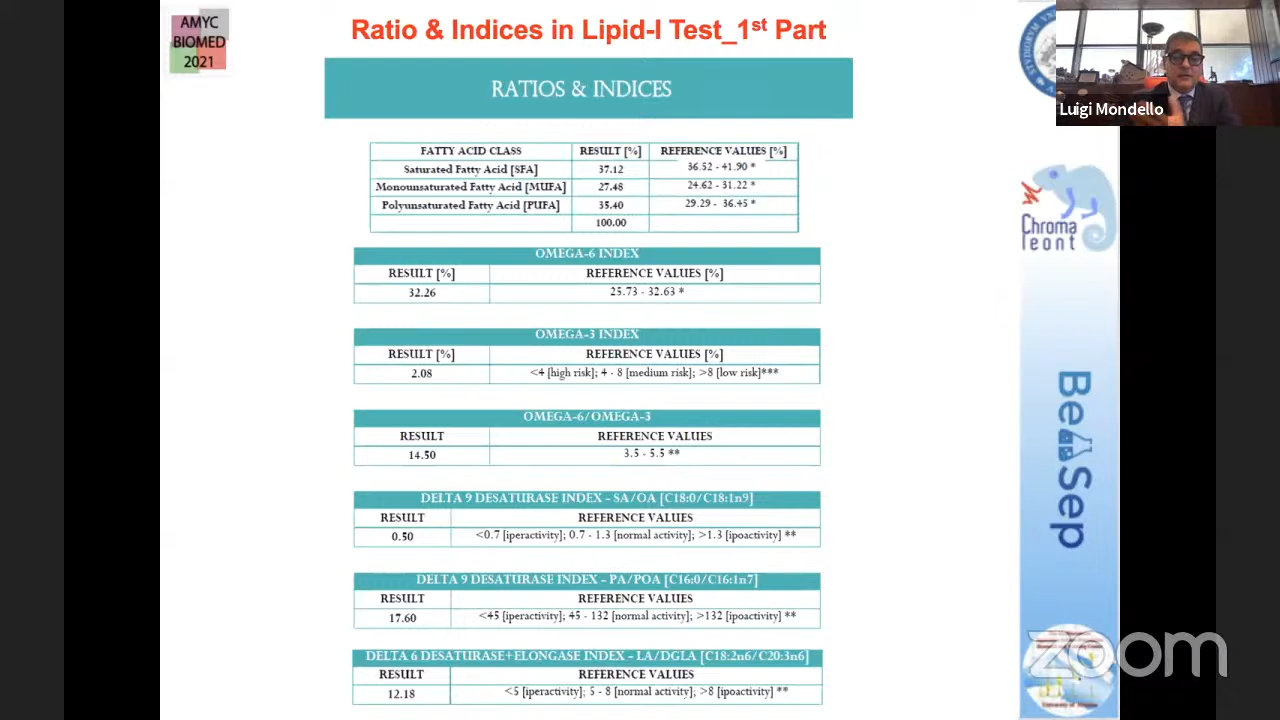 AMYC
BIOMED
2021
Ratio & Indices in Lipid-I Test_1st Part
RATIOS & INDICES
FATTY ACID CLASS RESULT [%] REFERENCE VALUES [%]
Saturated Fatty Acid [SFA] 37.12 36.52 - 41.90 *
Monounsaturated Fatty Acid [MUFA] 27.48 24.62 - 31.22 *
Polyunsaturated Fatty Acid [PUFA] 35.40 29.29 - 36.45 *
100.00
OMEGA-6 INDEX
RESULT [%] REFERENCE VALUES [%]
32.26 25.73 - 32.63 *
OMEGA-3 INDEX
RESULT [%] REFERENCE VALUES [%]
2.08 <4 [high risk]; 4 - 8 [medium risk]; >8 [low risk]***
OMEGA-6/OMEGA-3
RESULT REFERENCE VALUES
14.50 3.5 - 5.5 **
DELTA 9 DESATURASE INDEX - SA/OA [C18:0/C18:1n9]
RESULT REFERENCE VALUES
0.50 <0.7 [iperactivity]; 0.7 - 1.3 [normal activity]; >1.3 [ipoactivity] **
DELTA 9 DESATURASE INDEX - PA/POA [C16:0/C16:1n7]
RESULT REFERENCE VALUES
17.60 <45 [iperactivity]; 45 - 132 [normal activity]; >132 [ipoactivity] **
DELTA 6 DESATURASE+ELONGASE INDEX - LA/DGLA [C18:2n6/C20:3n6]
RESULT REFERENCE VALUES
12.18 <5 [iperactivity]; 5 - 8 [normal activity]; >8 [ipoactivity] **
Luigi Mondello
Chroma
leont
BeSep
zoom